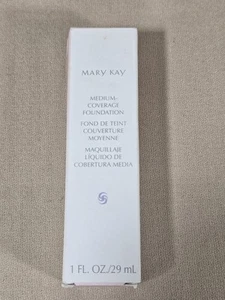 MARY KAY
MEDIUM-
COVERAGE
FOUNDATION
FOND DE TEINT
COUVERTURE
MOYENNE
MAQUILLAJE
LÍQUIDO DE
COBERTURA MEDIA
1 FL. OZ./29 mL